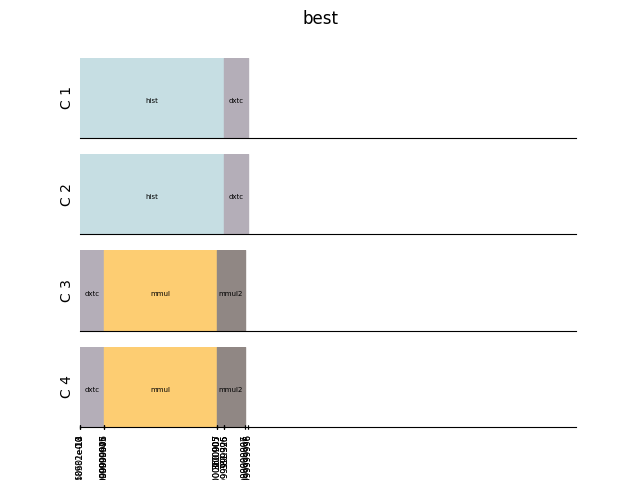 best
C 1
hist
dxtc
C 2
hist
dxtc
C 3
dxtc
mmul
mmul2
C 4
dxtc
mmul
mmul2